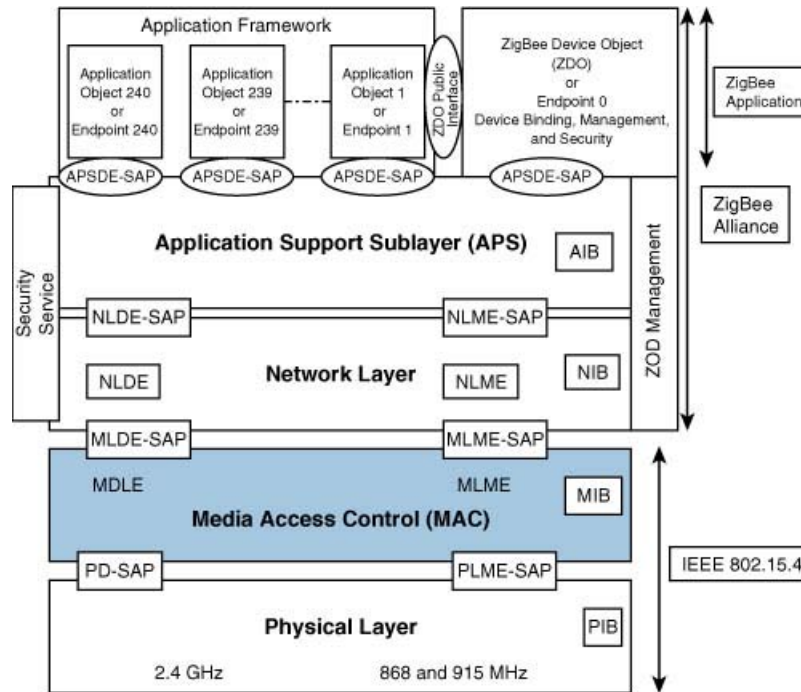 Application Framework
Application
Object 240
or
Endpoint 240
Application
Object 239
or
Endpoint 239
Application
Object 1
or
Endpoint 1
ZDO Public
Interface
ZigBee Device Object
(ZDO)
or
Endpoint 0
Device Binding, Management,
and Security
ZigBee
Application
APSDE-SAP
APSDE-SAP
APSDE-SAP
APSDE-SAP
ZigBee
Alliance
Security
Service
Application Support Sublayer (APS)
AIB
ZOD Management
NLDE-SAP
NLME-SAP
NLDE
Network Layer
NLME
NIB
MLDE-SAP
MLME-SAP
MDLE
MLME
MIB
Media Access Control (MAC)
PD-SAP
PLME-SAP
IEEE 802.15.4
Physical Layer
PIB
2.4 GHz
868 and 915 MHz